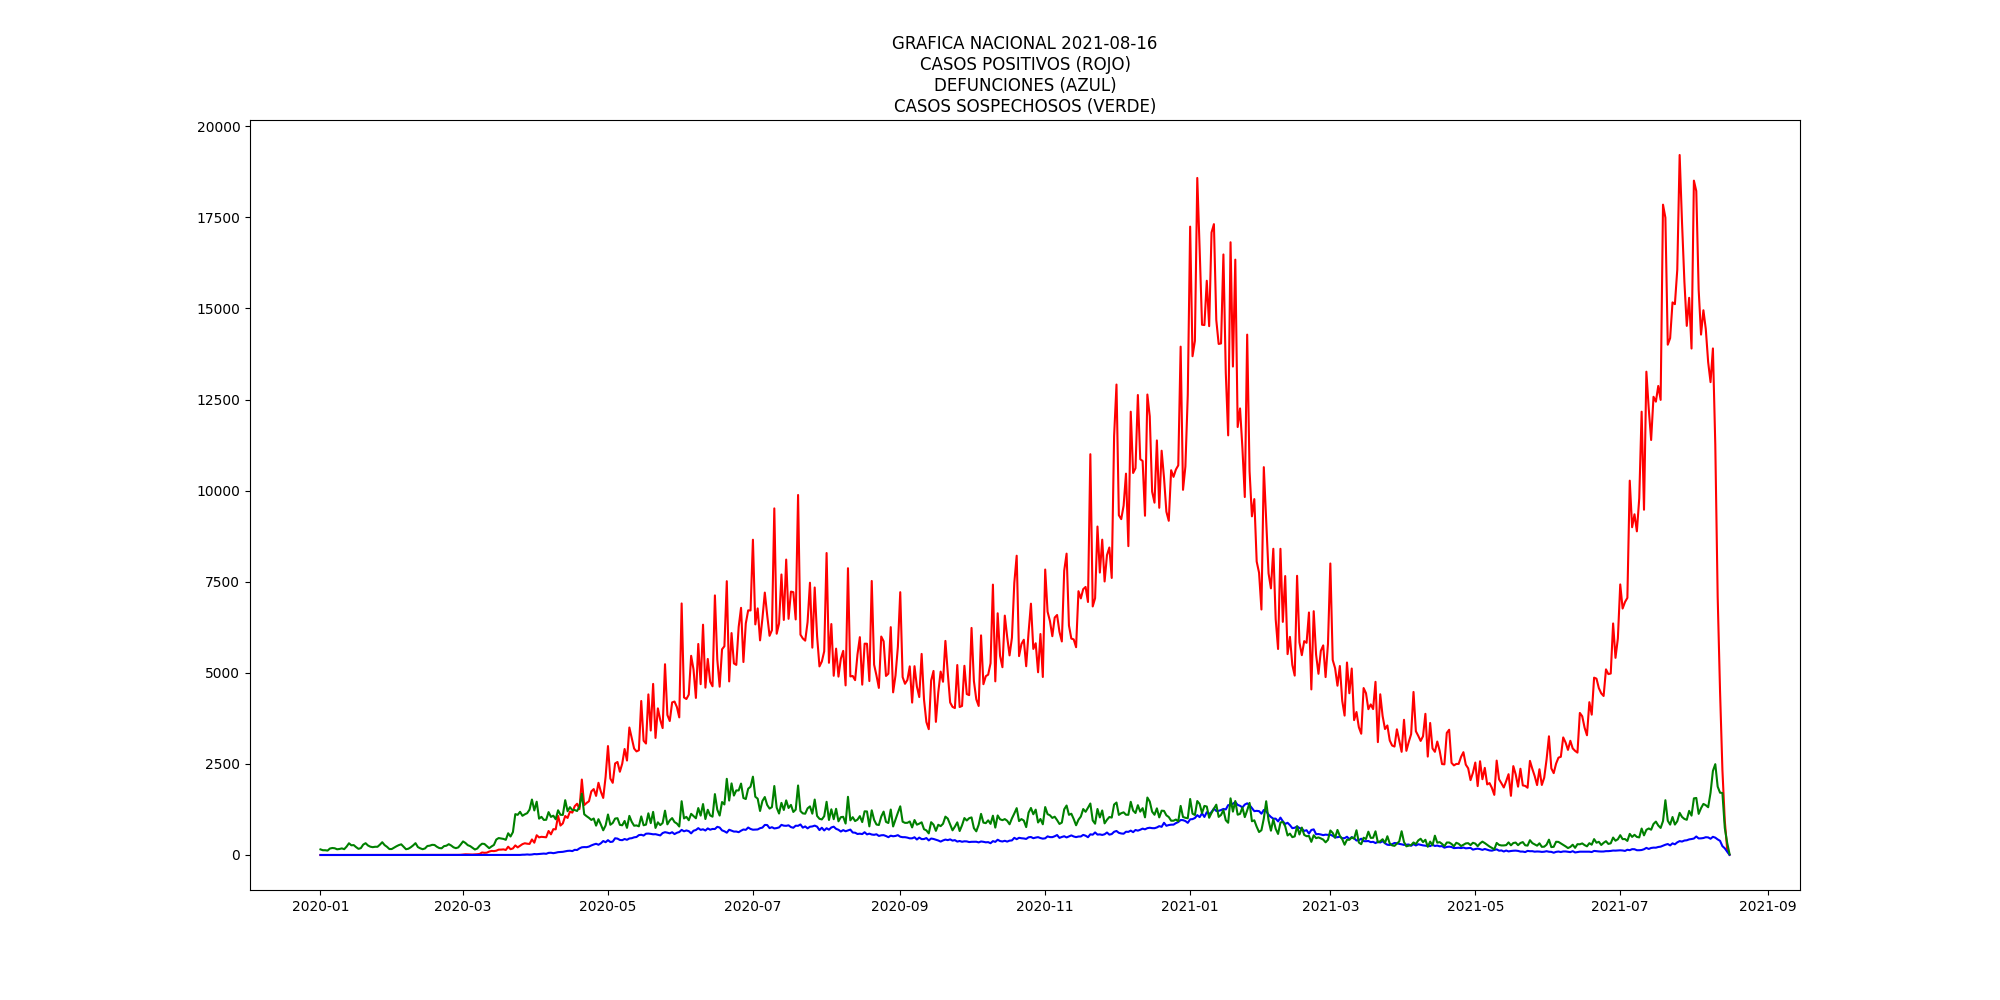 GRAFICA NACIONAL 2021-08-16
CASOS POSITIVOS (ROJO)
DEFUNCIONES (AZUL)
CASOS SOSPECHOSOS (VERDE)
20000
17500
15000
12500
10000
7500
5000
2500
0
2020-01 2020-03 2020-05 2020-07 2020-09 2020-11 2021-01 2021-03 2021-05 2021-07 2021-09